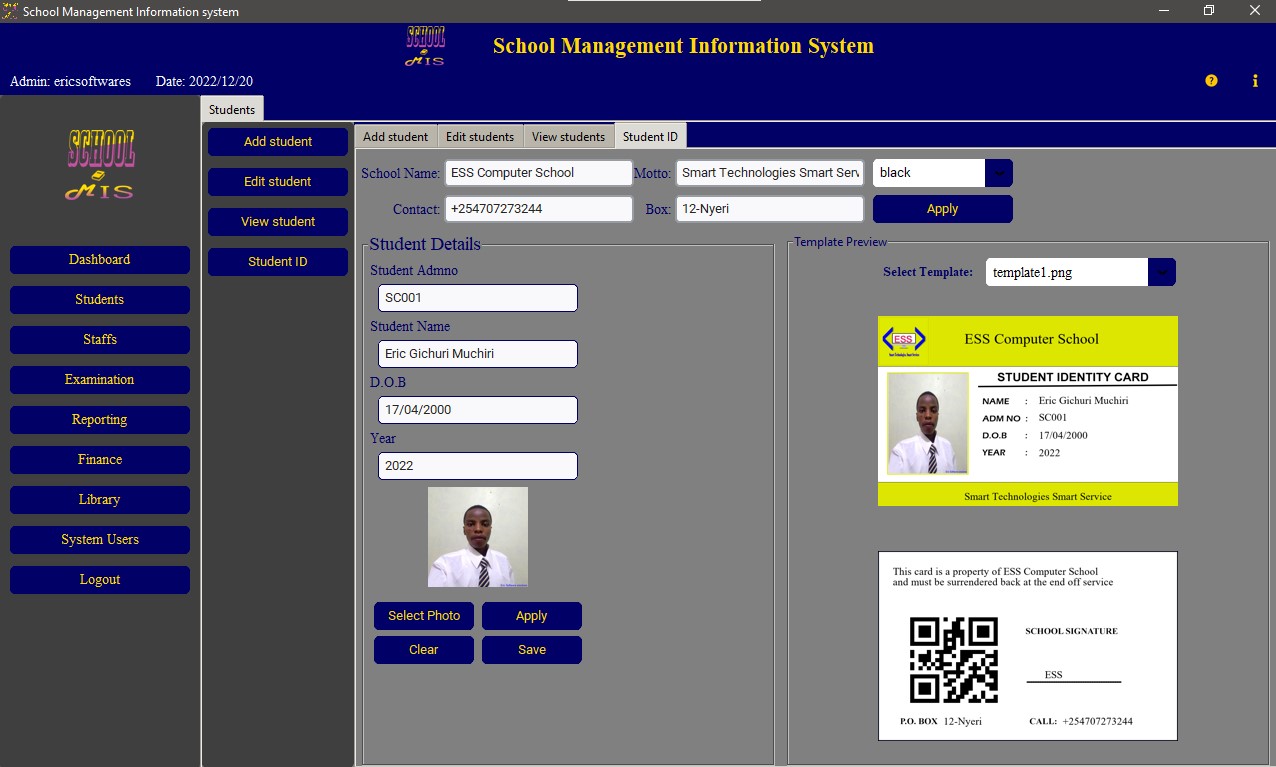 School Management Information system
SCHOOL
MIS
School Management Information System
Admin: ericsoftwares Date: 2022/12/20
?
i
SCHOOL
MIS
Dashboard
Students
Staffs
Examination
Reporting
Finance
Library
System Users
Logout
Students
Add student
Edit student
View student
Student ID
Add student Edit students View students Student ID
School Name: ESS Computer School Motto: Smart Technologies Smart Serv black
Contact: +254707273244 Box: 12-Nyeri Apply
Student Details
Student Admno
SC001
Student Name
Eric Gichuri Muchiri
D.O.B
17/04/2000
Year
2022
Select Photo Apply
Clear Save
Template Preview
Select Template: template1.png
ESS
Smart Technologies Smart Services
ESS Computer School
STUDENT IDENTITY CARD
NAME : Eric Gichuri Muchiri
ADM NO : SC001
D.O.B : 17/04/2000
YEAR : 2022
Smart Technologies Smart Service
This card is a property of ESS Computer School
and must be surrendered back at the end off service
SCHOOL SIGNATURE
ESS
P.O. BOX 12-Nyeri CALL: +254707273244